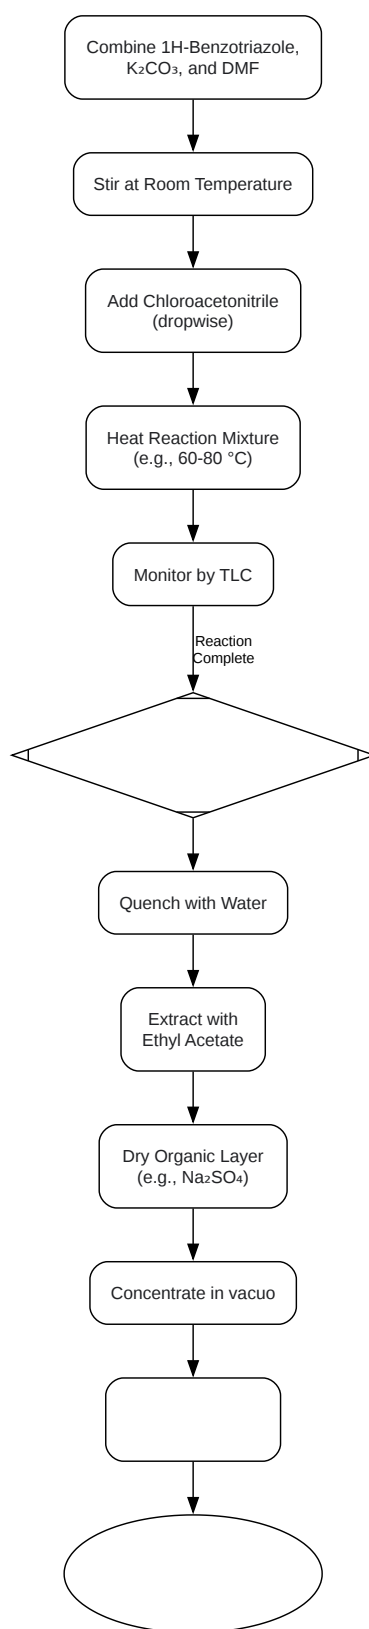 Combine 1H-Benzotriazole,
K₂CO₃, and DMF
Stir at Room Temperature
Add Chloroacetonitrile
(dropwise)
Heat Reaction Mixture
(e.g., 60-80 °C)
Monitor by TLC
Reaction
Complete
Quench with Water
Extract with
Ethyl Acetate
Dry Organic Layer
(e.g., Na₂SO₄)
Concentrate in vacuo